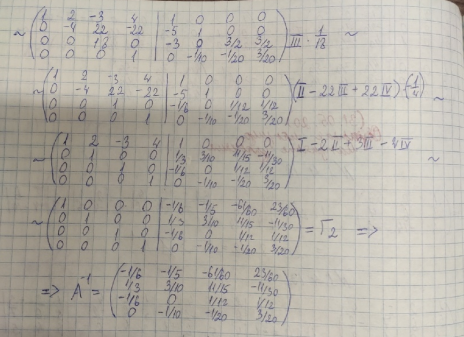 ~ ( 1 2 -3 4 | 1 0 0 0
0 -4 22 -22 | -5 1 0 0
0 0 18 0 | -3 0 3/2 3/2
0 0 0 1 | 0 -1/10 -1/20 3/20 ) III · 1/18 ~
~ ( 1 2 -3 4 | 1 0 0 0
0 -4 22 -22 | -5 1 0 0
0 0 1 0 | -1/6 0 1/12 1/12
0 0 0 1 | 0 -1/10 -1/20 3/20 ) (II - 22III + 22IV) · (-1/4) ~
~ ( 1 2 -3 4 | 1 0 0 0
0 1 0 0 | 1/3 3/10 11/15 -11/30
0 0 1 0 | -1/6 0 1/12 1/12
0 0 0 1 | 0 -1/10 -1/20 3/20 ) I - 2II + 3III - 4IV ~
~ ( 1 0 0 0 | -1/6 -1/5 -61/60 23/60
0 1 0 0 | 1/3 3/10 11/15 -11/30
0 0 1 0 | -1/6 0 1/12 1/12
0 0 0 1 | 0 -1/10 -1/20 3/20 ) = Γ2 =>
=> A^-1 = ( -1/6 -1/5 -61/60 23/60
1/3 3/10 11/15 -11/30
-1/6 0 1/12 1/12
0 -1/10 -1/20 3/20 )